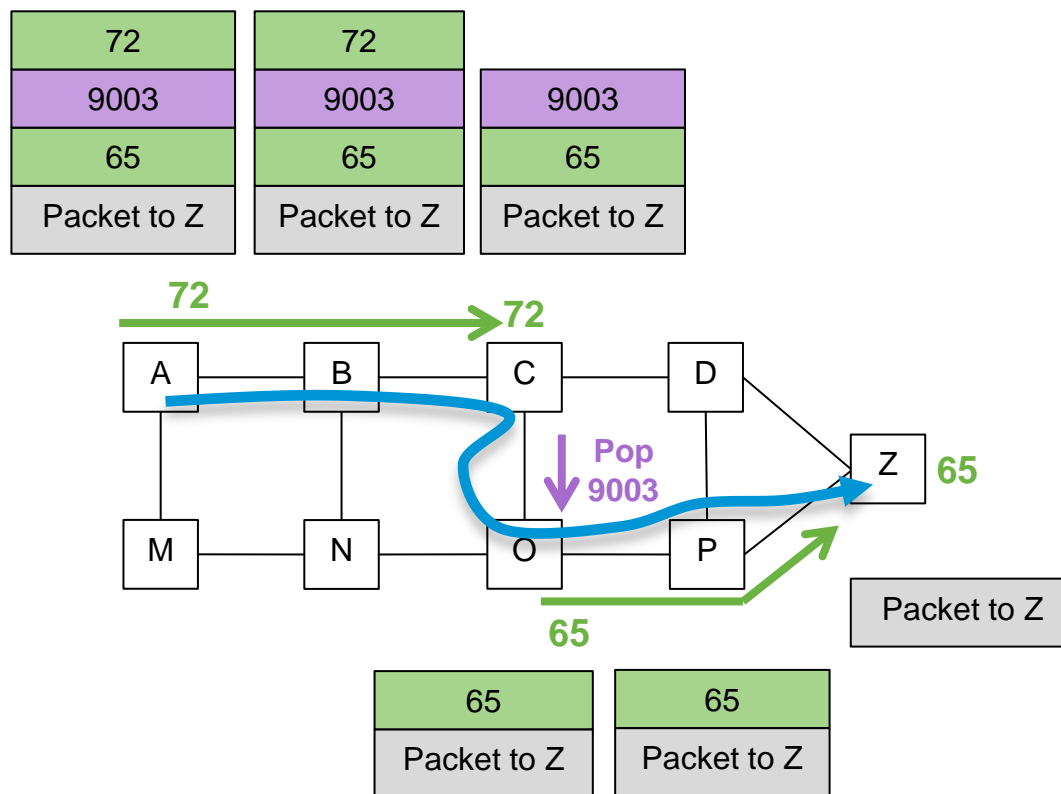 72
9003
65
Packet to Z
72
9003
65
Packet to Z
9003
65
Packet to Z
72
72
A
B
C
D
Pop
9003
Z
65
M
N
O
P
65
Packet to Z
65
Packet to Z
65
Packet to Z